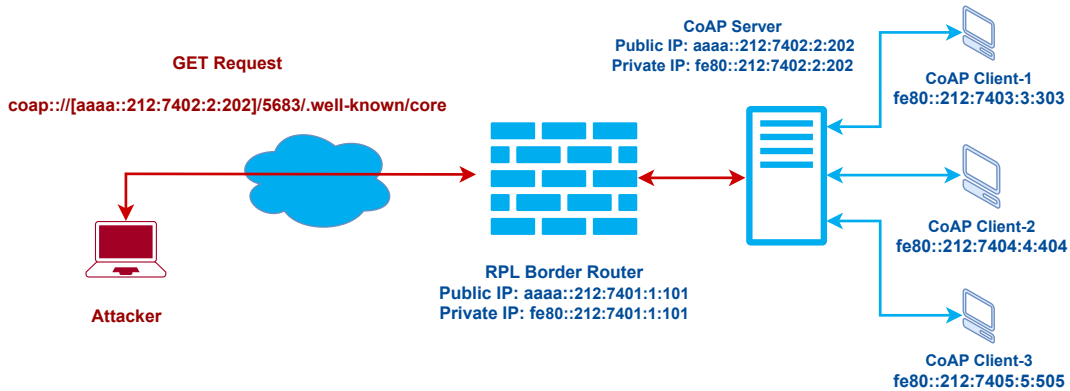 GET Request
coap::://[aaaa::212:7402:2:202]/5683/.well-known/core
Attacker
RPL Border Router
Public IP: aaaa::212:7401:1:101
Private IP: fe80::212:7401:1:101
CoAP Server
Public IP: aaaa::212:7402:2:202
Private IP: fe80::212:7402:2:202
CoAP Client-1
fe80::212:7403:3:303
CoAP Client-2
fe80::212:7404:4:404
CoAP Client-3
fe80::212:7405:5:505